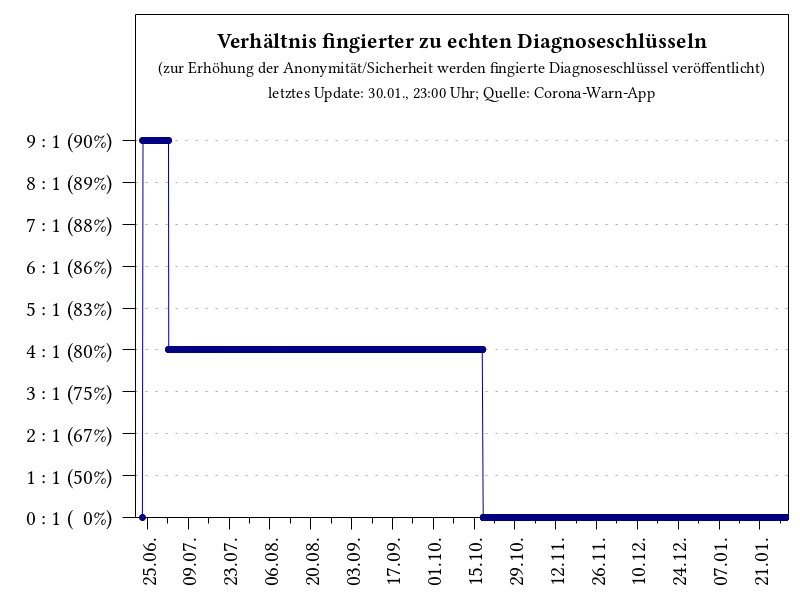 Verhältnis fingierter zu echten Diagnoseschlüsseln
(zur Erhöhung der Anonymität/Sicherheit werden fingierte Diagnoseschlüssel veröffentlicht)
letztes Update: 30.01., 23:00 Uhr; Quelle: Corona-Warn-App
9 : 1 (90%)
8 : 1 (89%)
7 : 1 (88%)
6 : 1 (86%)
5 : 1 (83%)
4 : 1 (80%)
3 : 1 (75%)
2 : 1 (67%)
1 : 1 (50%)
0 : 1 ( 0%)
25.06.
09.07.
23.07.
06.08.
20.08.
03.09.
17.09.
01.10.
15.10.
29.10.
12.11.
26.11.
10.12.
24.12.
07.01.
21.01.